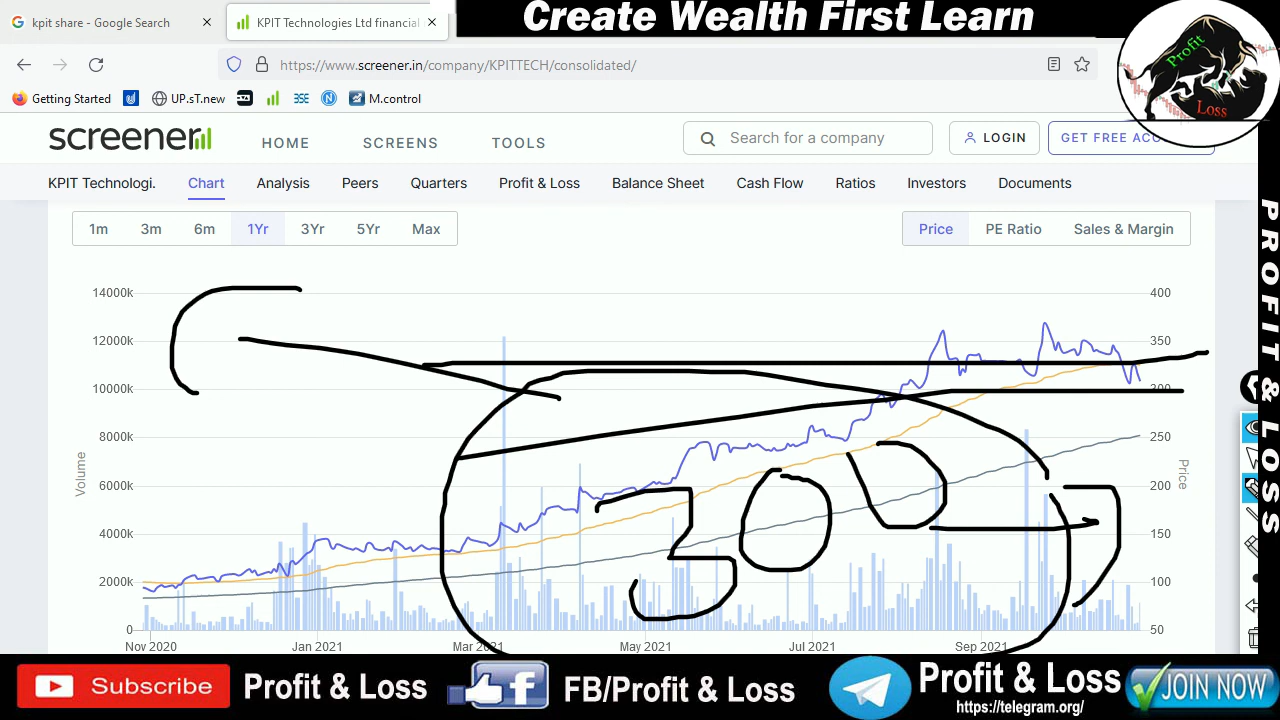 kpit share - Google Search
KPIT Technologies Ltd financial
Create Wealth First Learn
https://www.screener.in/company/KPITTECH/consolidated/
Getting Started
UP.sT.new
M.control
Profit
Loss
screener
HOME
SCREENS
TOOLS
Search for a company
LOGIN
GET FREE ACC
KPIT Technologi.
Chart
Analysis
Peers
Quarters
Profit & Loss
Balance Sheet
Cash Flow
Ratios
Investors
Documents
1m
3m
6m
1Yr
3Yr
5Yr
Max
Price
PE Ratio
Sales & Margin
14000k
12000k
10000k
8000k
6000k
4000k
2000k
0
Volume
400
350
300
250
200
150
100
50
Price
Nov 2020
Jan 2021
Mar 2021
May 2021
Jul 2021
Sep 2021
300
PROFIT & LOSS
Subscribe
Profit & Loss
f
FB/Profit & Loss
Profit & Loss
https://telegram.org/
JOIN NOW